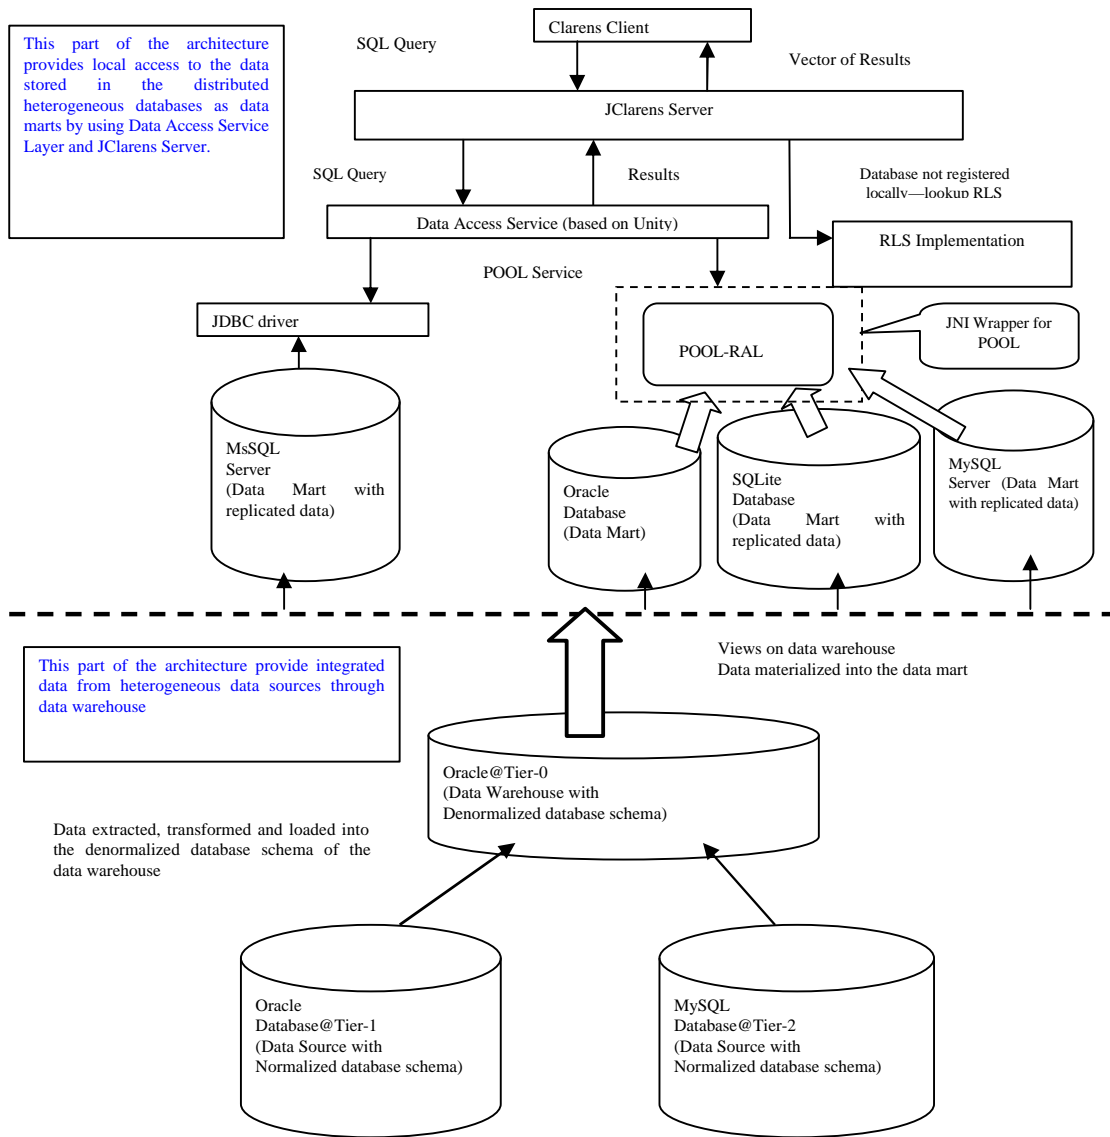 Clarens Client
This part of the architecture
provides local access to the data
stored in the distributed
heterogeneous databases as data
marts by using Data Access Service
Layer and JClarens Server.
SQL Query
Vector of Results
JClarens Server
SQL Query
Results
Database not registered
locally—lookup RLS
Data Access Service (based on Unity)
RLS Implementation
POOL Service
JDBC driver
JNI Wrapper for
POOL
POOL-RAL
MsSQL
Server
(Data Mart with
replicated data)
Oracle
Database
(Data Mart)
SQLite
Database
(Data Mart with
replicated data)
MySQL
Server (Data Mart
with replicated data)
This part of the architecture provide integrated
data from heterogeneous data sources through
data warehouse
Views on data warehouse
Data materialized into the data mart
Oracle@Tier-0
(Data Warehouse with
Denormalized database schema)
Data extracted, transformed and loaded into
the denormalized database schema of the
data warehouse
Oracle
Database@Tier-1
(Data Source with
Normalized database schema)
MySQL
Database@Tier-2
(Data Source with
Normalized database schema)